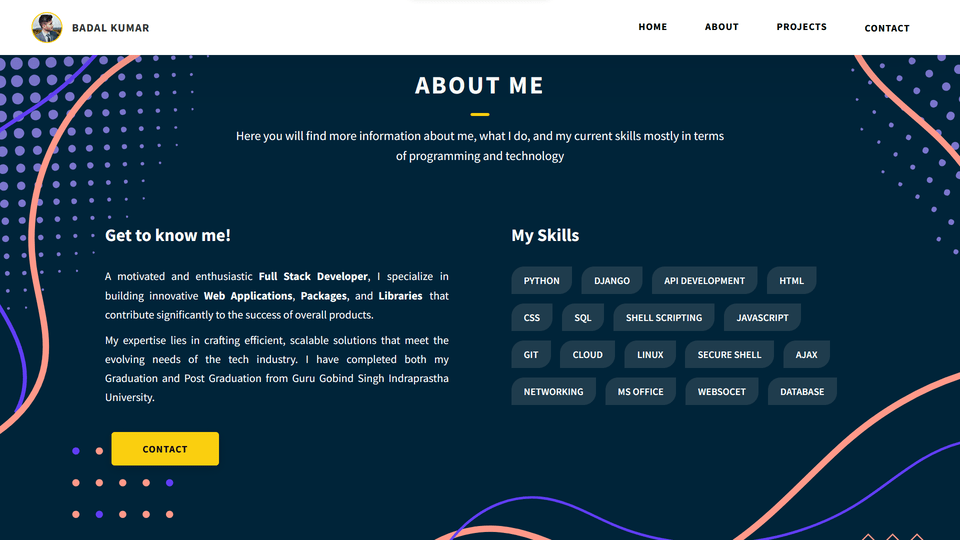 BADAL KUMAR
HOME ABOUT PROJECTS CONTACT
ABOUT ME
Here you will find more information about me, what I do, and my current skills mostly in terms
of programming and technology
Get to know me!
A motivated and enthusiastic Full Stack Developer, I specialize in
building innovative Web Applications, Packages, and Libraries that
contribute significantly to the success of overall products.
My expertise lies in crafting efficient, scalable solutions that meet the
evolving needs of the tech industry. I have completed both my
Graduation and Post Graduation from Guru Gobind Singh Indraprastha
University.
CONTACT
My Skills
PYTHON DJANGO API DEVELOPMENT HTML
CSS SQL SHELL SCRIPTING JAVASCRIPT
GIT CLOUD LINUX SECURE SHELL AJAX
NETWORKING MS OFFICE WEBSOCET DATABASE